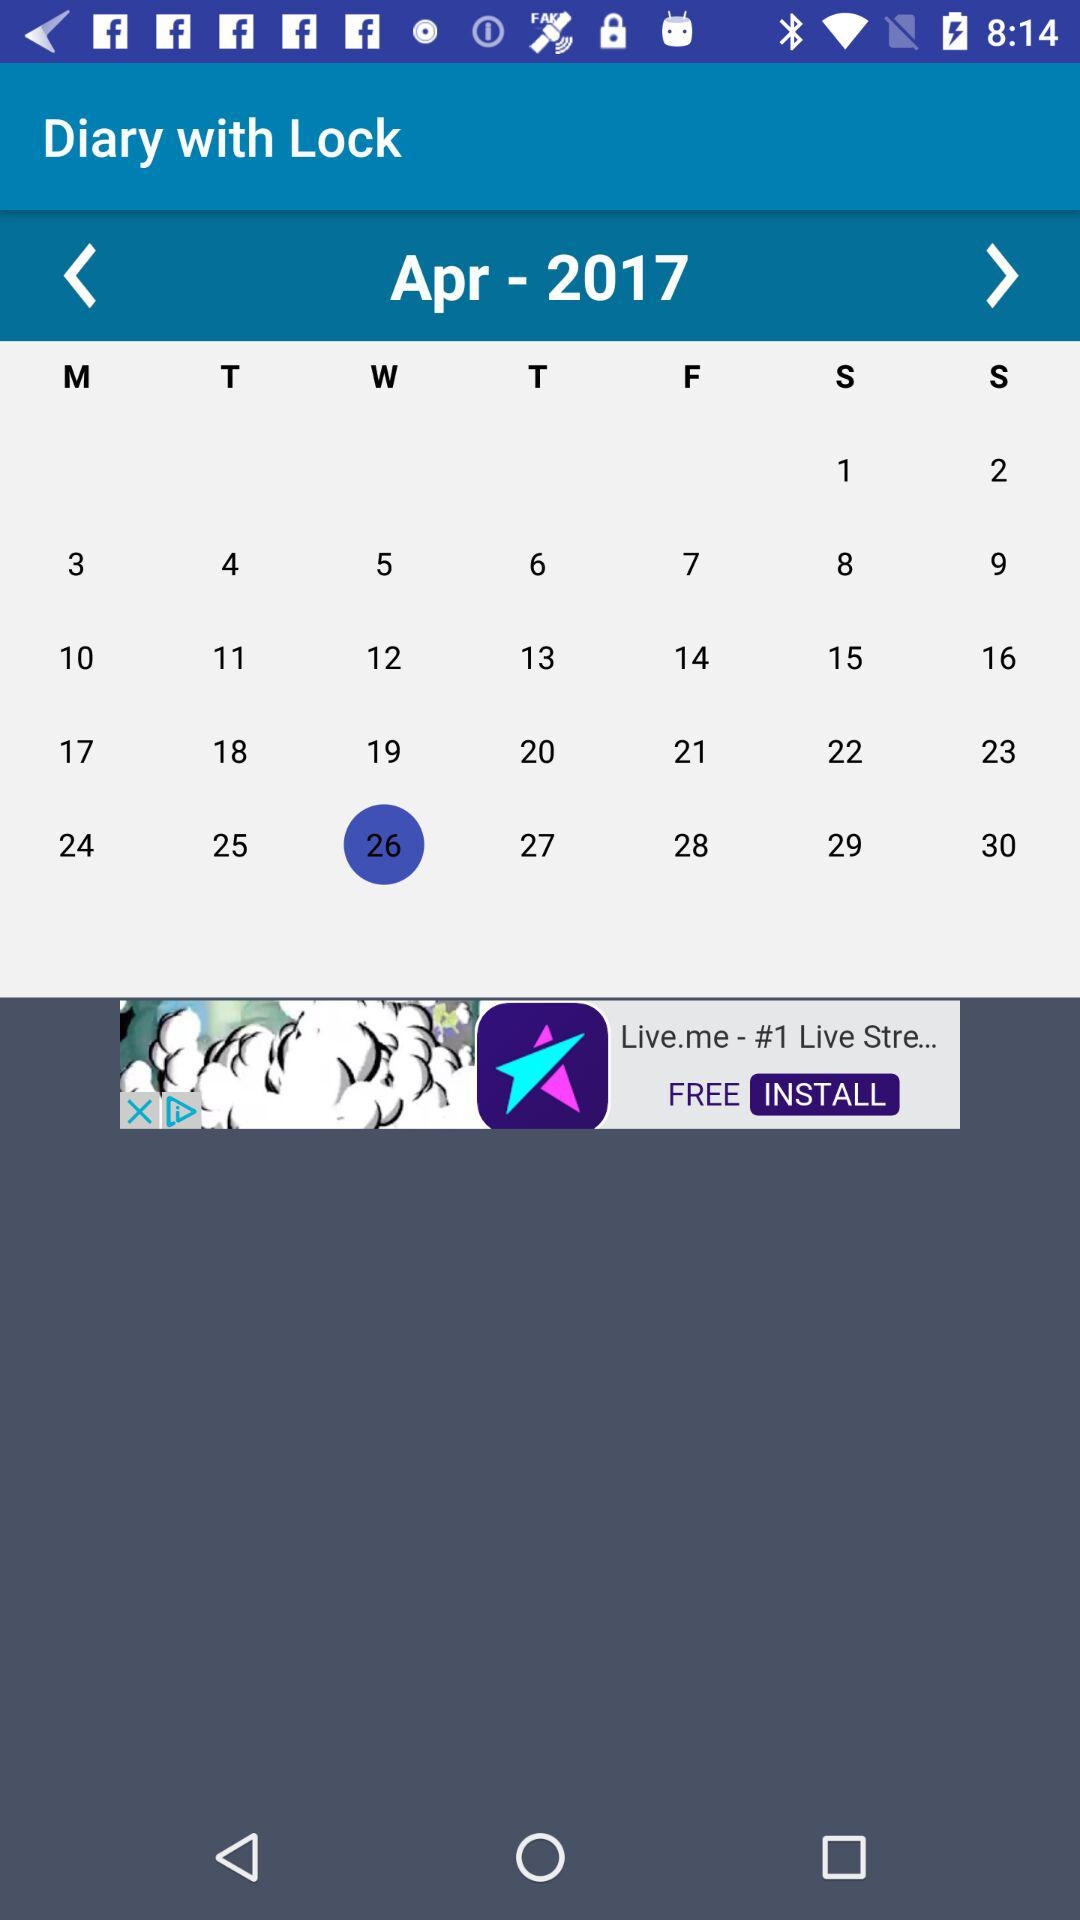 FAKE 8:14
Diary with Lock
Apr - 2017
M T W T F S S
1 2
3 4 5 6 7 8 9
10 11 12 13 14 15 16
17 18 19 20 21 22 23
24 25 26 27 28 29 30
Live.me - #1 Live Stre...
FREE INSTALL